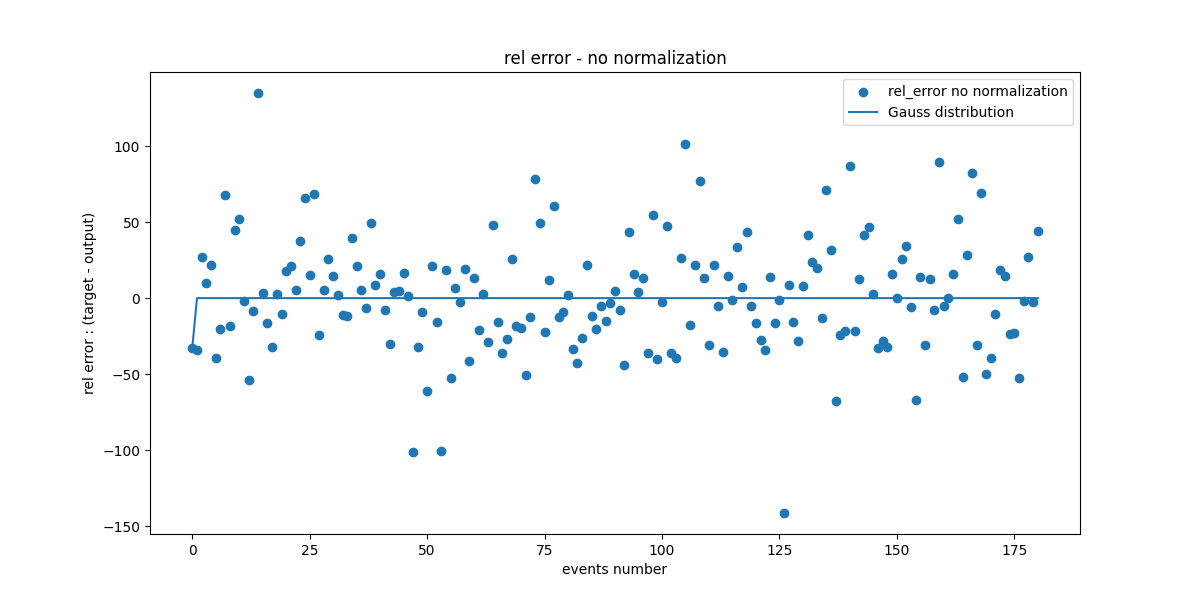 rel error - no normalization
rel_error no normalization
Gauss distribution
rel error : (target - output)
100
50
0
−50
−100
−150
0 25 50 75 100 125 150 175
events number